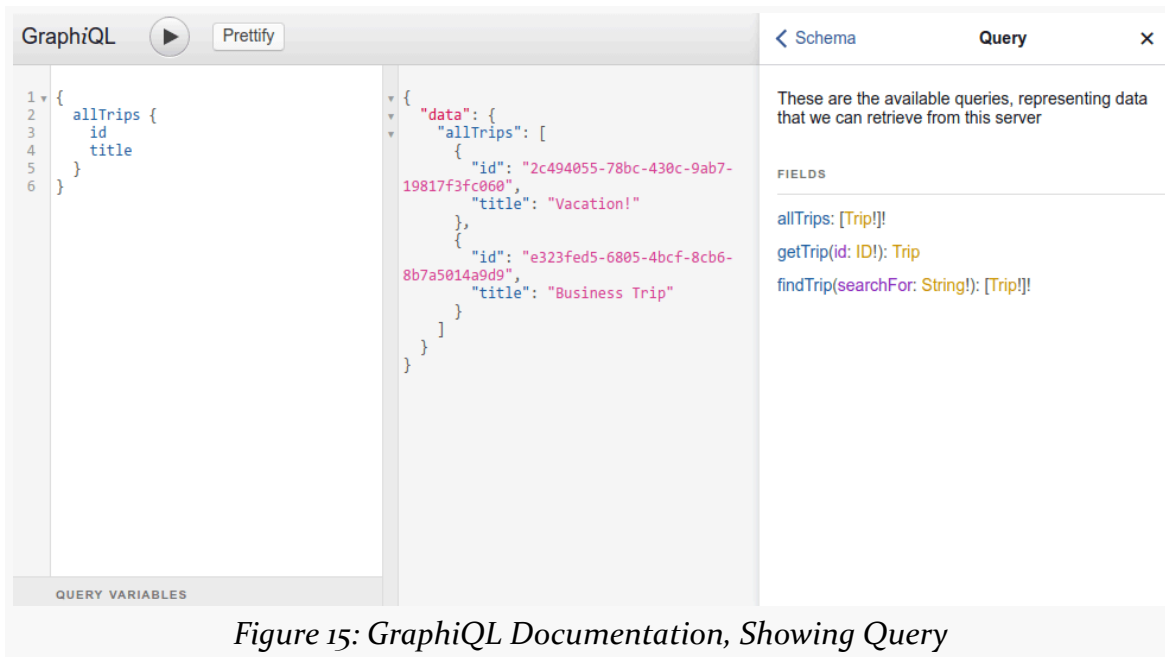 GraphiQL
Prettify
1 {
2 allTrips {
3 id
4 title
5 }
6 }
QUERY VARIABLES
{
"data": {
"allTrips": [
{
"id": "2c494055-78bc-430c-9ab7-
19817f3fc060",
"title": "Vacation!"
},
{
"id": "e323fed5-6805-4bcf-8cb6-
8b7a5014a9d9",
"title": "Business Trip"
}
]
}
}
Schema
Query
These are the available queries, representing data
that we can retrieve from this server
FIELDS
allTrips: [Trip!]!
getTrip(id: ID!): Trip
findTrip(searchFor: String!): [Trip!]!
Figure 15: GraphiQL Documentation, Showing Query